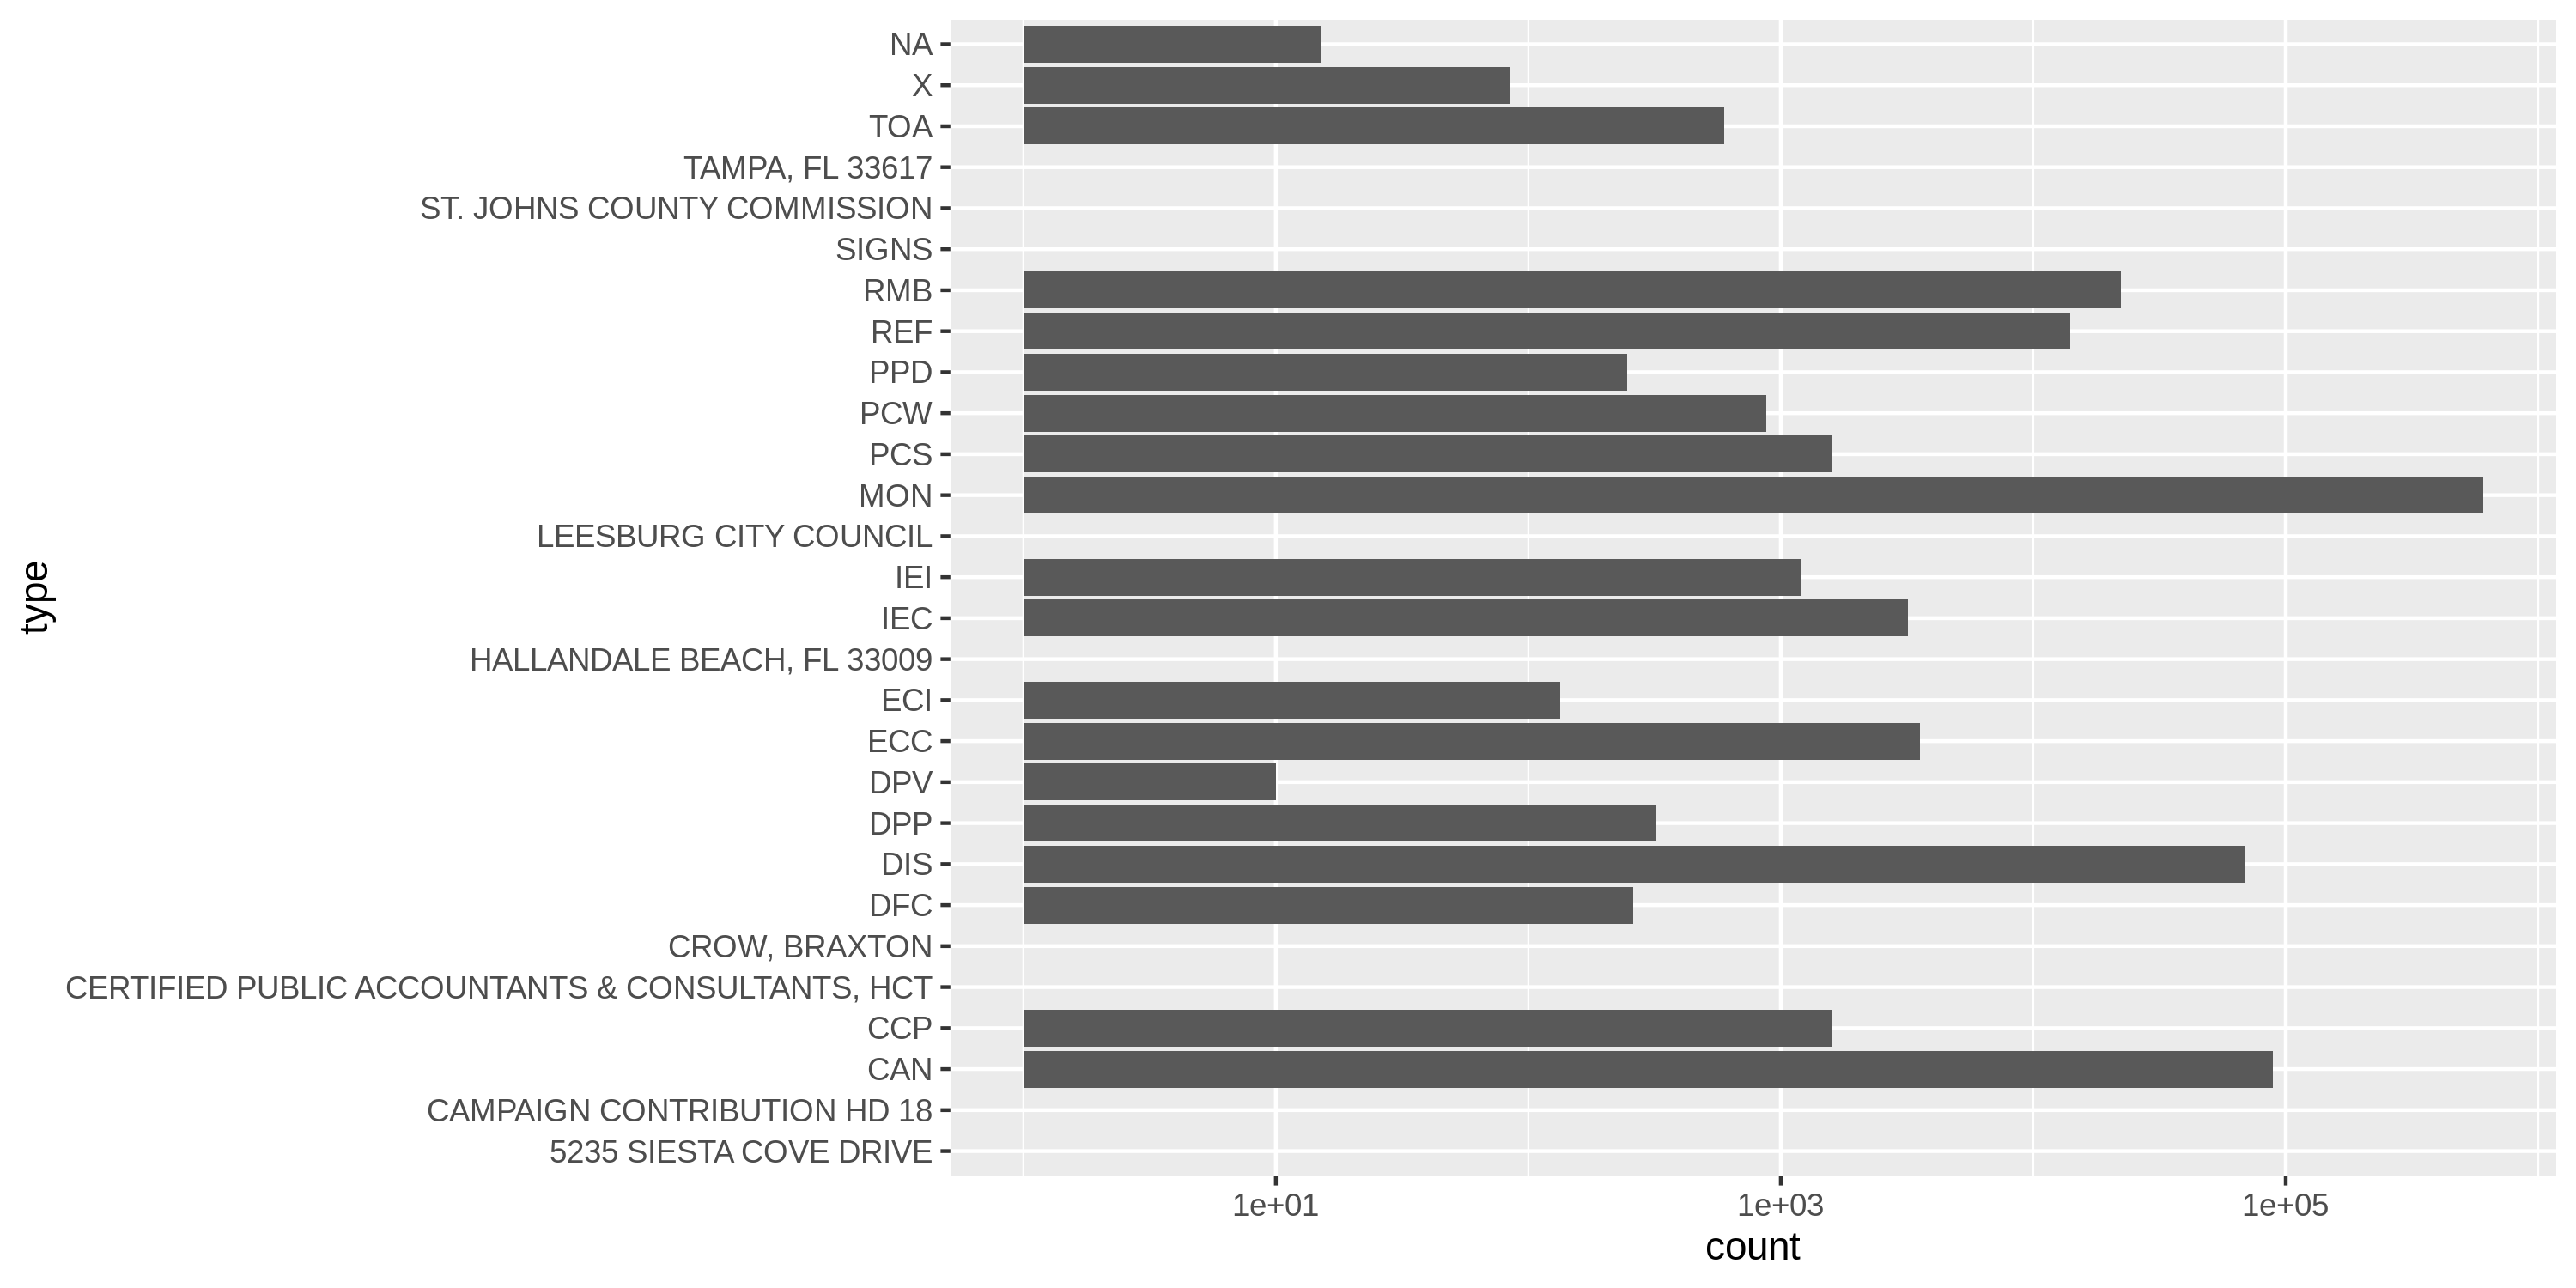 NA
X
TOA
TAMPA, FL 33617
ST. JOHNS COUNTY COMMISSION
SIGNS
RMB
REF
PPD
PCW
PCS
MON
LEESBURG CITY COUNCIL
IEI
IEC
HALLANDALE BEACH, FL 33009
ECI
ECC
DPV
DPP
DIS
DFC
CROW, BRAXTON
CERTIFIED PUBLIC ACCOUNTANTS & CONSULTANTS, HCT
CCP
CAN
CAMPAIGN CONTRIBUTION HD 18
5235 SIESTA COVE DRIVE
type
1e+01 1e+03 1e+05
count